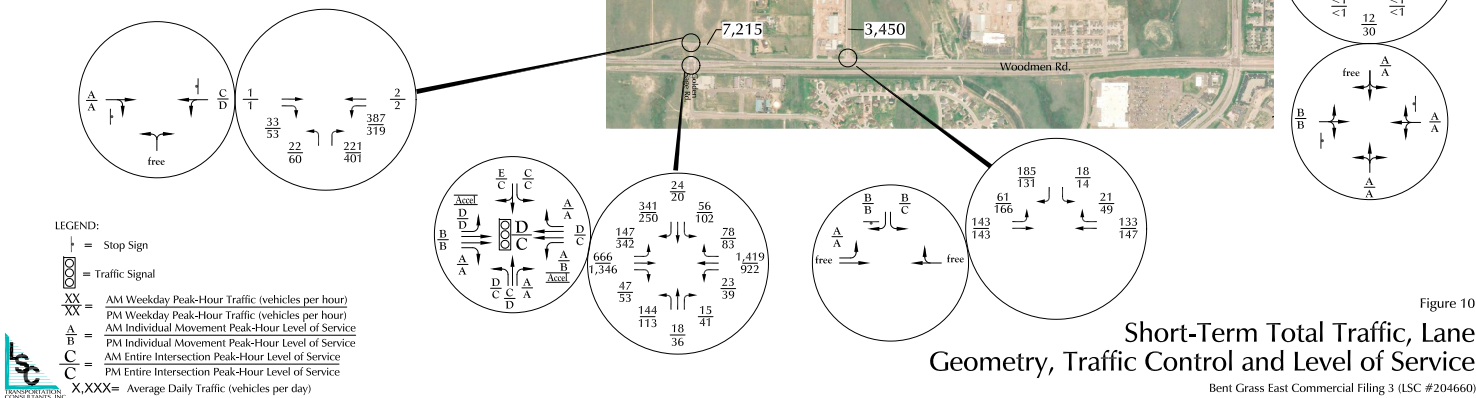 7,215
3,450
Woodmen Rd.
<1
<1
<1
12
30
A
A
free
B
B
A
A
A
A
A
A
C
D
free
1
1
2
2
33
53
387
319
22
60
221
401
E
C
C
C
Accel
D
D
A
A
B
B
D
C
D
C
A
A
A
B
Accel
D
C
C
D
A
A
24
20
341
250
56
102
147
342
78
83
666
1,346
1,419
922
47
53
23
39
144
113
15
41
18
36
B
B
B
C
A
A
free
free
185
131
18
14
61
166
21
49
143
143
133
147
LEGEND:
= Stop Sign
= Traffic Signal
XX
XX
= AM Weekday Peak-Hour Traffic (vehicles per hour)
PM Weekday Peak-Hour Traffic (vehicles per hour)
A
B
= AM Individual Movement Peak-Hour Level of Service
PM Individual Movement Peak-Hour Level of Service
C
C
= AM Entire Intersection Peak-Hour Level of Service
PM Entire Intersection Peak-Hour Level of Service
X,XXX= Average Daily Traffic (vehicles per day)
LSC
TRANSPORTATION
CONSULTANTS, INC.
Figure 10
Short-Term Total Traffic, Lane
Geometry, Traffic Control and Level of Service
Bent Grass East Commercial Filing 3 (LSC #204660)